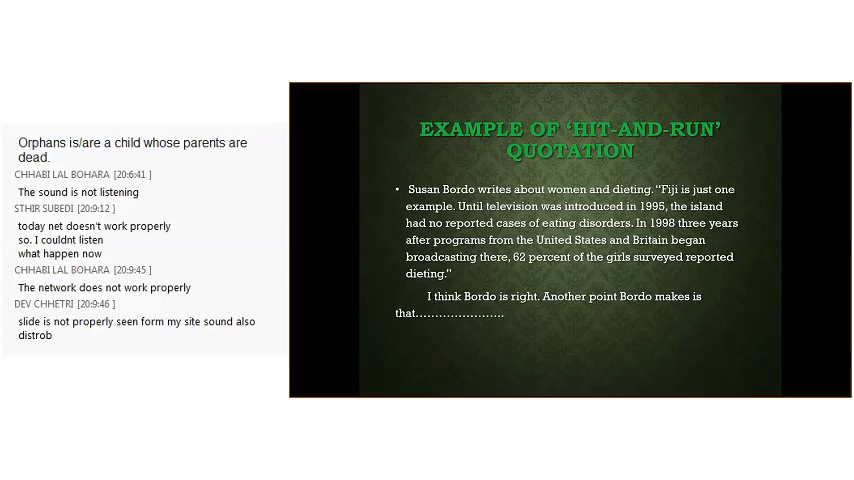 Orphans is/are a child whose parents are
dead.
CHHABI LAL BOHARA [20:6:41 ]
The sound is not listening
STHIR SUBEDI [20:9:12 ]
today net doesn't work properly
so. I couldnt listen
what happen now
CHHABI LAL BOHARA [20:9:45 ]
The network does not work properly
DEV CHHETRI [20:9:46 ]
slide is not properly seen form my site sound also
distrob
EXAMPLE OF ‘HIT-AND-RUN’
QUOTATION
• Susan Bordo writes about women and dieting. “Fiji is just one
example. Until television was introduced in 1995, the island
had no reported cases of eating disorders. In 1998 three years
after programs from the United States and Britain began
broadcasting there, 62 percent of the girls surveyed reported
dieting.”
I think Bordo is right. Another point Bordo makes is
that……………………